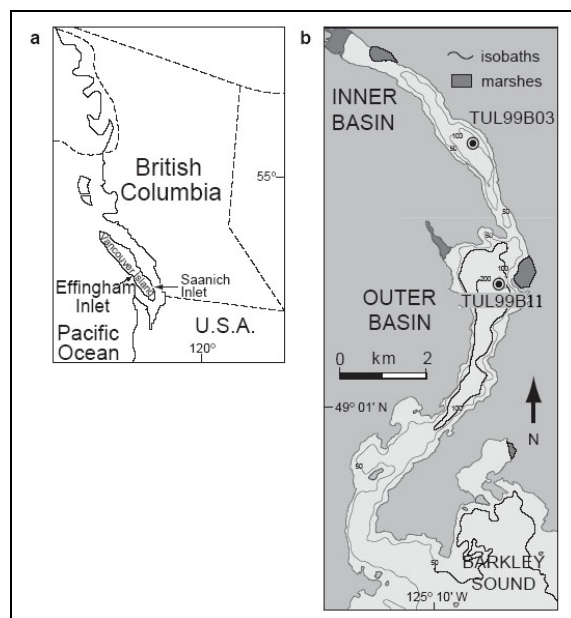 a
British
Columbia
55°
Vancouver Island
Effingham
Inlet
Saanich
Inlet
Pacific
Ocean
U.S.A.
120°
b
isobaths
marshes
INNER
BASIN
TUL99B03
100
50
50
100
200
TUL99B11
OUTER
BASIN
0 km 2
49° 01' N
100
N
50
50
BARKLEY
SOUND
125° 10' W